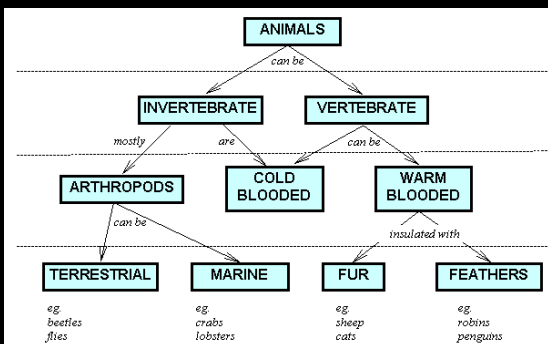 ANIMALS
can be
INVERTEBRATE
VERTEBRATE
mostly
are
can be
ARTHROPODS
COLD
BLOODED
WARM
BLOODED
can be
insulated with
TERRESTRIAL
MARINE
FUR
FEATHERS
eg.
beetles
flies
eg.
crabs
lobsters
eg.
sheep
cats
eg.
robins
penguins